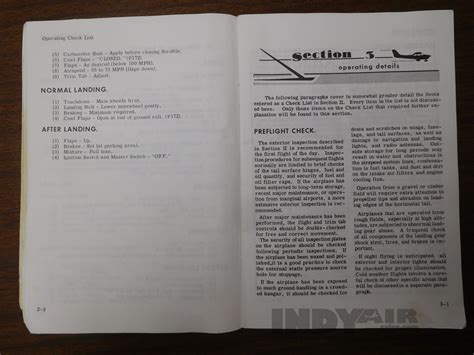 Operating Check List
(3) Carburetor Heat - Apply before closing throttle.
(4) Cowl Flaps - "CLOSED." (P172)
(7) Flaps - As desired (below 100 MPH).
(8) Airspeed - 65 to 75 MPH (flaps down).
(9) Trim Tab - Adjust.
NORMAL LANDING.
(1) Touchdown - Main wheels first.
(2) Landing Roll - Lower nosewheel gently.
(3) Braking - Minimum required.
(4) Cowl Flaps - Open at end of ground roll. (P172)
AFTER LANDING.
(1) Flaps - Up.
(2) Brakes - Set (at parking area).
(3) Mixture - Full lean.
(4) Ignition Switch and Master Switch - "OFF."
2-4
Section 3
operating details
The following paragraphs cover in somewhat greater detail the items
entered as a Check List in Section II. Every item in the List is not discuss-
ed here. Only those items on the Check List that required further ex-
planation will be found in this section.
PREFLIGHT CHECK.
The exterior inspection described
in Section II is recommended for
the first flight of the day. Inspec-
tion procedures for subsequent flights
normally are limited to brief checks
of the tail surface hinges, fuel and
oil quantity, and security of fuel and
oil filler caps. If the airplane has
been subjected to long-term storage,
recent major maintenance, or operation
from marginal airports, a more
extensive exterior inspection is
recommended.
After major maintenance has been
performed, the flight and trim tab
controls should be double-checked
for free and correct movement.
The security of all inspection plates
on the airplane should be checked
following periodic inspections. If
the airplane has been waxed and pol-
ished, it is a good practice to check
the external static pressure source
hole for stoppage.
If the airplane has been exposed
to much ground handling in a crowd-
ed hangar, it should be checked for
dents and scratches on wings, fuse-
lage, and tail surfaces, as well as
damage to navigation and landing
lights, and radio antennas. Out-
side storage for long periods may
result in water and obstructions in
the airspeed system lines, condensa-
tion in fuel tanks, and dust and dirt
on the intake air filters and engine
cooling fins.
Operation from a gravel or cinder
field will require extra attention to
propeller tips and abrasion on lead-
ing edges of the horizontal tail.
Airplanes that are operated from
rough fields, especially at high alti-
tudes, are subjected to abnormal land-
ing gear abuse. A frequent check
of all components of the landing gear
shock strut, tires, and brakes is im-
portant.
If night flying is anticipated, all
exterior and interior lights should
be checked for proper illumination.
Cold weather flights involve a care-
ful check of other specific areas that
will be discussed in a separate para-
graph.
3-1
INDYAIR
sales.com